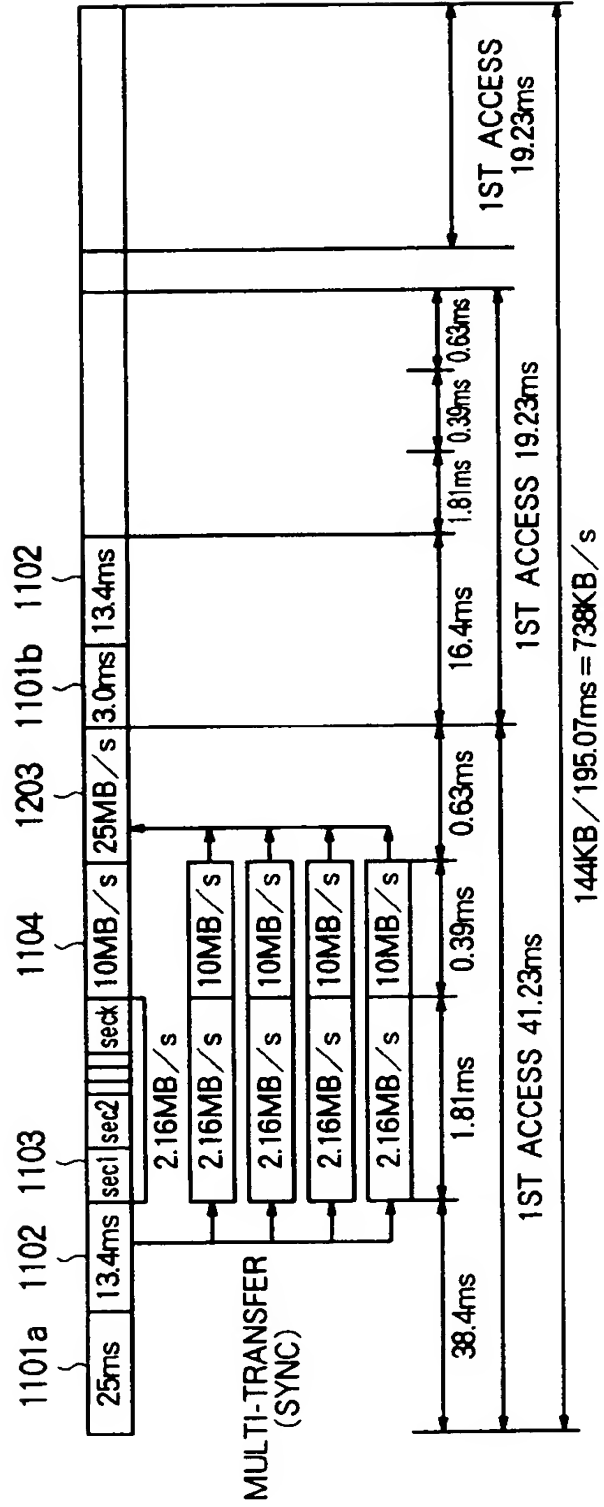 1101a
1102
1103
1104
1203
1101b
1102
25ms
13.4ms
sec1
sec2
seck
10MB/s
25MB/s
3.0ms
13.4ms
2.16MB/s
2.16MB/s
10MB/s
2.16MB/s
10MB/s
2.16MB/s
10MB/s
2.16MB/s
10MB/s
MULTI-TRANSFER
(SYNC)
38.4ms
1.81ms
0.39ms
0.63ms
16.4ms
1.81ms
0.39ms
0.63ms
1ST ACCESS 41.23ms
1ST ACCESS 19.23ms
1ST ACCESS
19.23ms
144KB/195.07ms=738KB/s